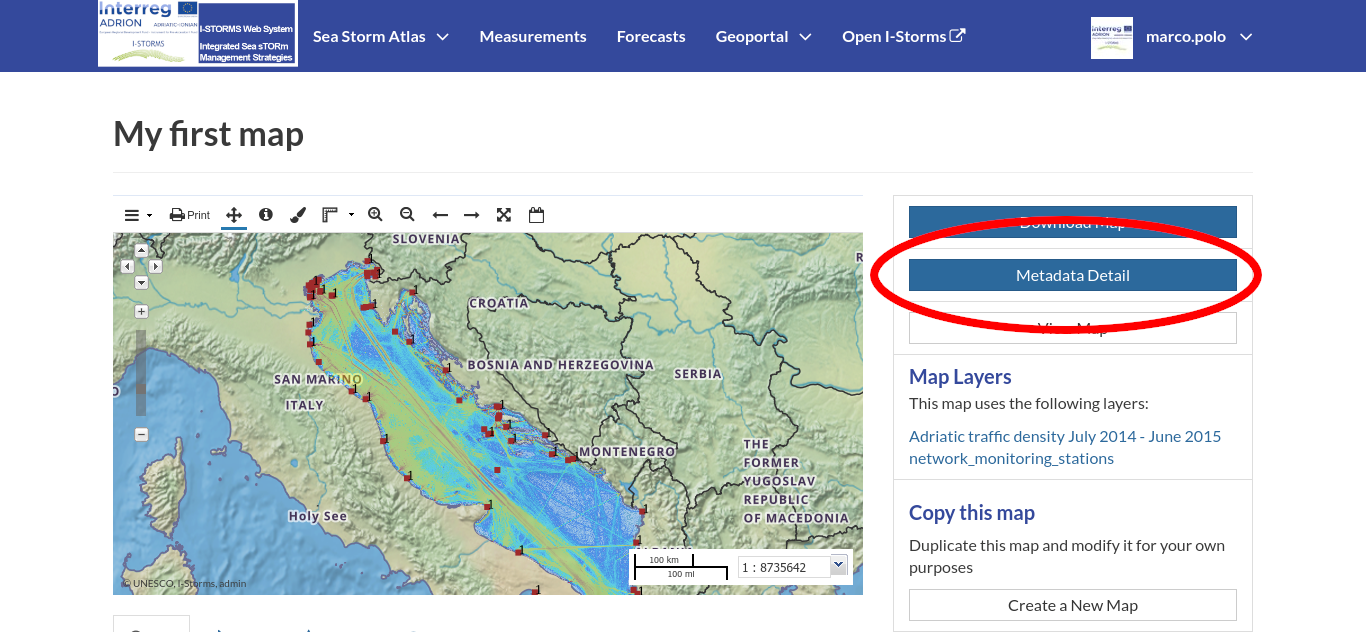 Interreg
ADRION ADRIATIC-IONIAN
I-STORMS
I-STORMS Web System
Integrated Sea sTORm
Management Strategies
Sea Storm Atlas
Measurements
Forecasts
Geoportal
Open I-Storms
marco.polo
My first map
Print
Download Map
Metadata Detail
View Map
SLOVENIA
CROATIA
BOSNIA AND HERZEGOVINA
SERBIA
SAN MARINO
ITALY
MONTENEGRO
THE
FORMER
YUGOSLAV
REPUBLIC
OF MACEDONIA
Holy See
© UNESCO, I-Storms, admin
100 km
100 mi
1 : 8735642
Map Layers
This map uses the following layers:
Adriatic traffic density July 2014 - June 2015
network_monitoring_stations
Copy this map
Duplicate this map and modify it for your own
purposes
Create a New Map